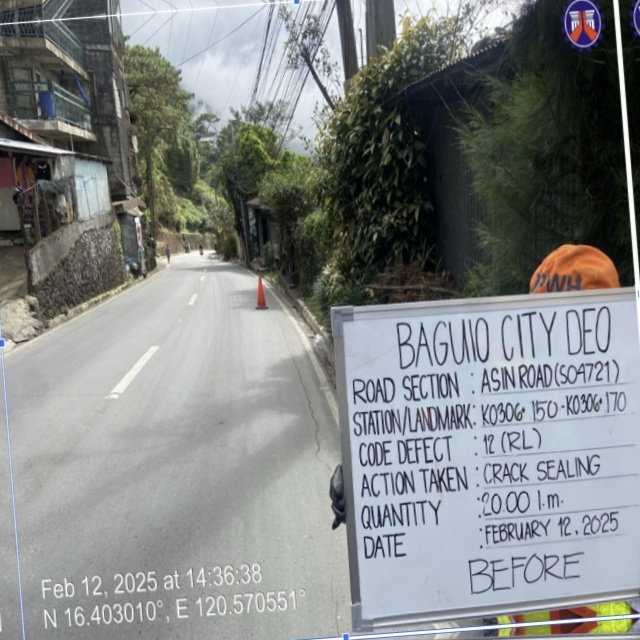 DPWH
BAGUIO CITY DEO
ROAD SECTION : ASIN ROAD (S04721)
STATION/LANDMARK: K0306+150-K0306+170
CODE DEFECT : 12 (RL)
ACTION TAKEN : CRACK SEALING
QUANTITY : 20.00 l.m.
DATE : FEBRUARY 12, 2025
BEFORE
Feb 12, 2025 at 14:36:38
N 16.403010°, E 120.570551°